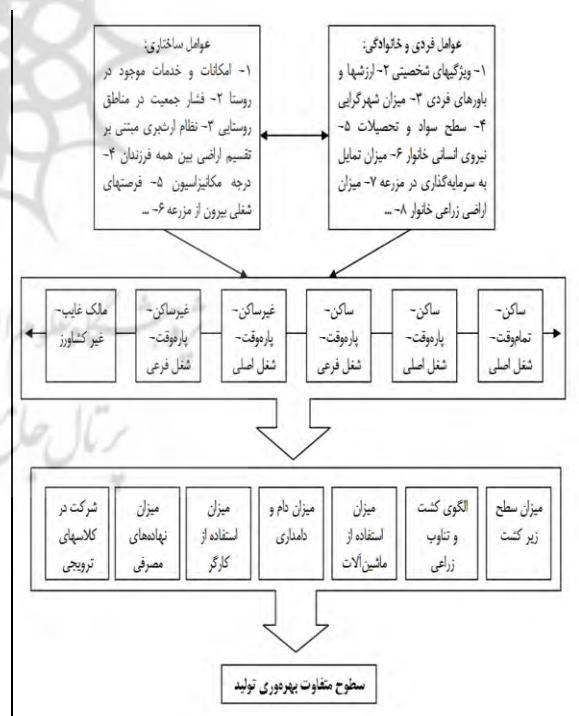 عوامل فردی و خانوادگی:
۱- ویژگیهای شخصیتی ۲- ارزشها و
باورهای فردی ۳- میزان شهرگرایی
۴- سطح سواد و تحصیلات ۵-
نیروی انسانی خانوار ۶- میزان تمایل
به سرمایه‌گذاری در مزرعه ۷- میزان
اراضی زراعی خانوار ۸- ...
عوامل ساختاری:
۱- امکانات و خدمات موجود در
روستا ۲- فشار جمعیت در مناطق
روستایی ۳- نظام ارث‌بری مبتنی بر
تقسیم اراضی بین همه فرزندان ۴-
درجه مکانیزاسیون ۵- فرصتهای
شغلی بیرون از مزرعه ۶- ...
ساکن-
تمام‌وقت-
شغل اصلی
ساکن-
پاره‌وقت-
شغل اصلی
ساکن-
پاره‌وقت-
شغل فرعی
غیرساکن-
پاره‌وقت-
شغل اصلی
غیرساکن-
پاره‌وقت-
شغل فرعی
مالک غایب-
غیر کشاورز
میزان سطح
زیر کشت
الگوی کشت
و تناوب
زراعی
میزان
استفاده از
ماشین‌آلات
میزان دام و
دامداری
میزان
استفاده از
کارگر
میزان
نهاده‌های
مصرفی
شرکت در
کلاسهای
ترویجی
سطوح متفاوت بهره‌وری تولید